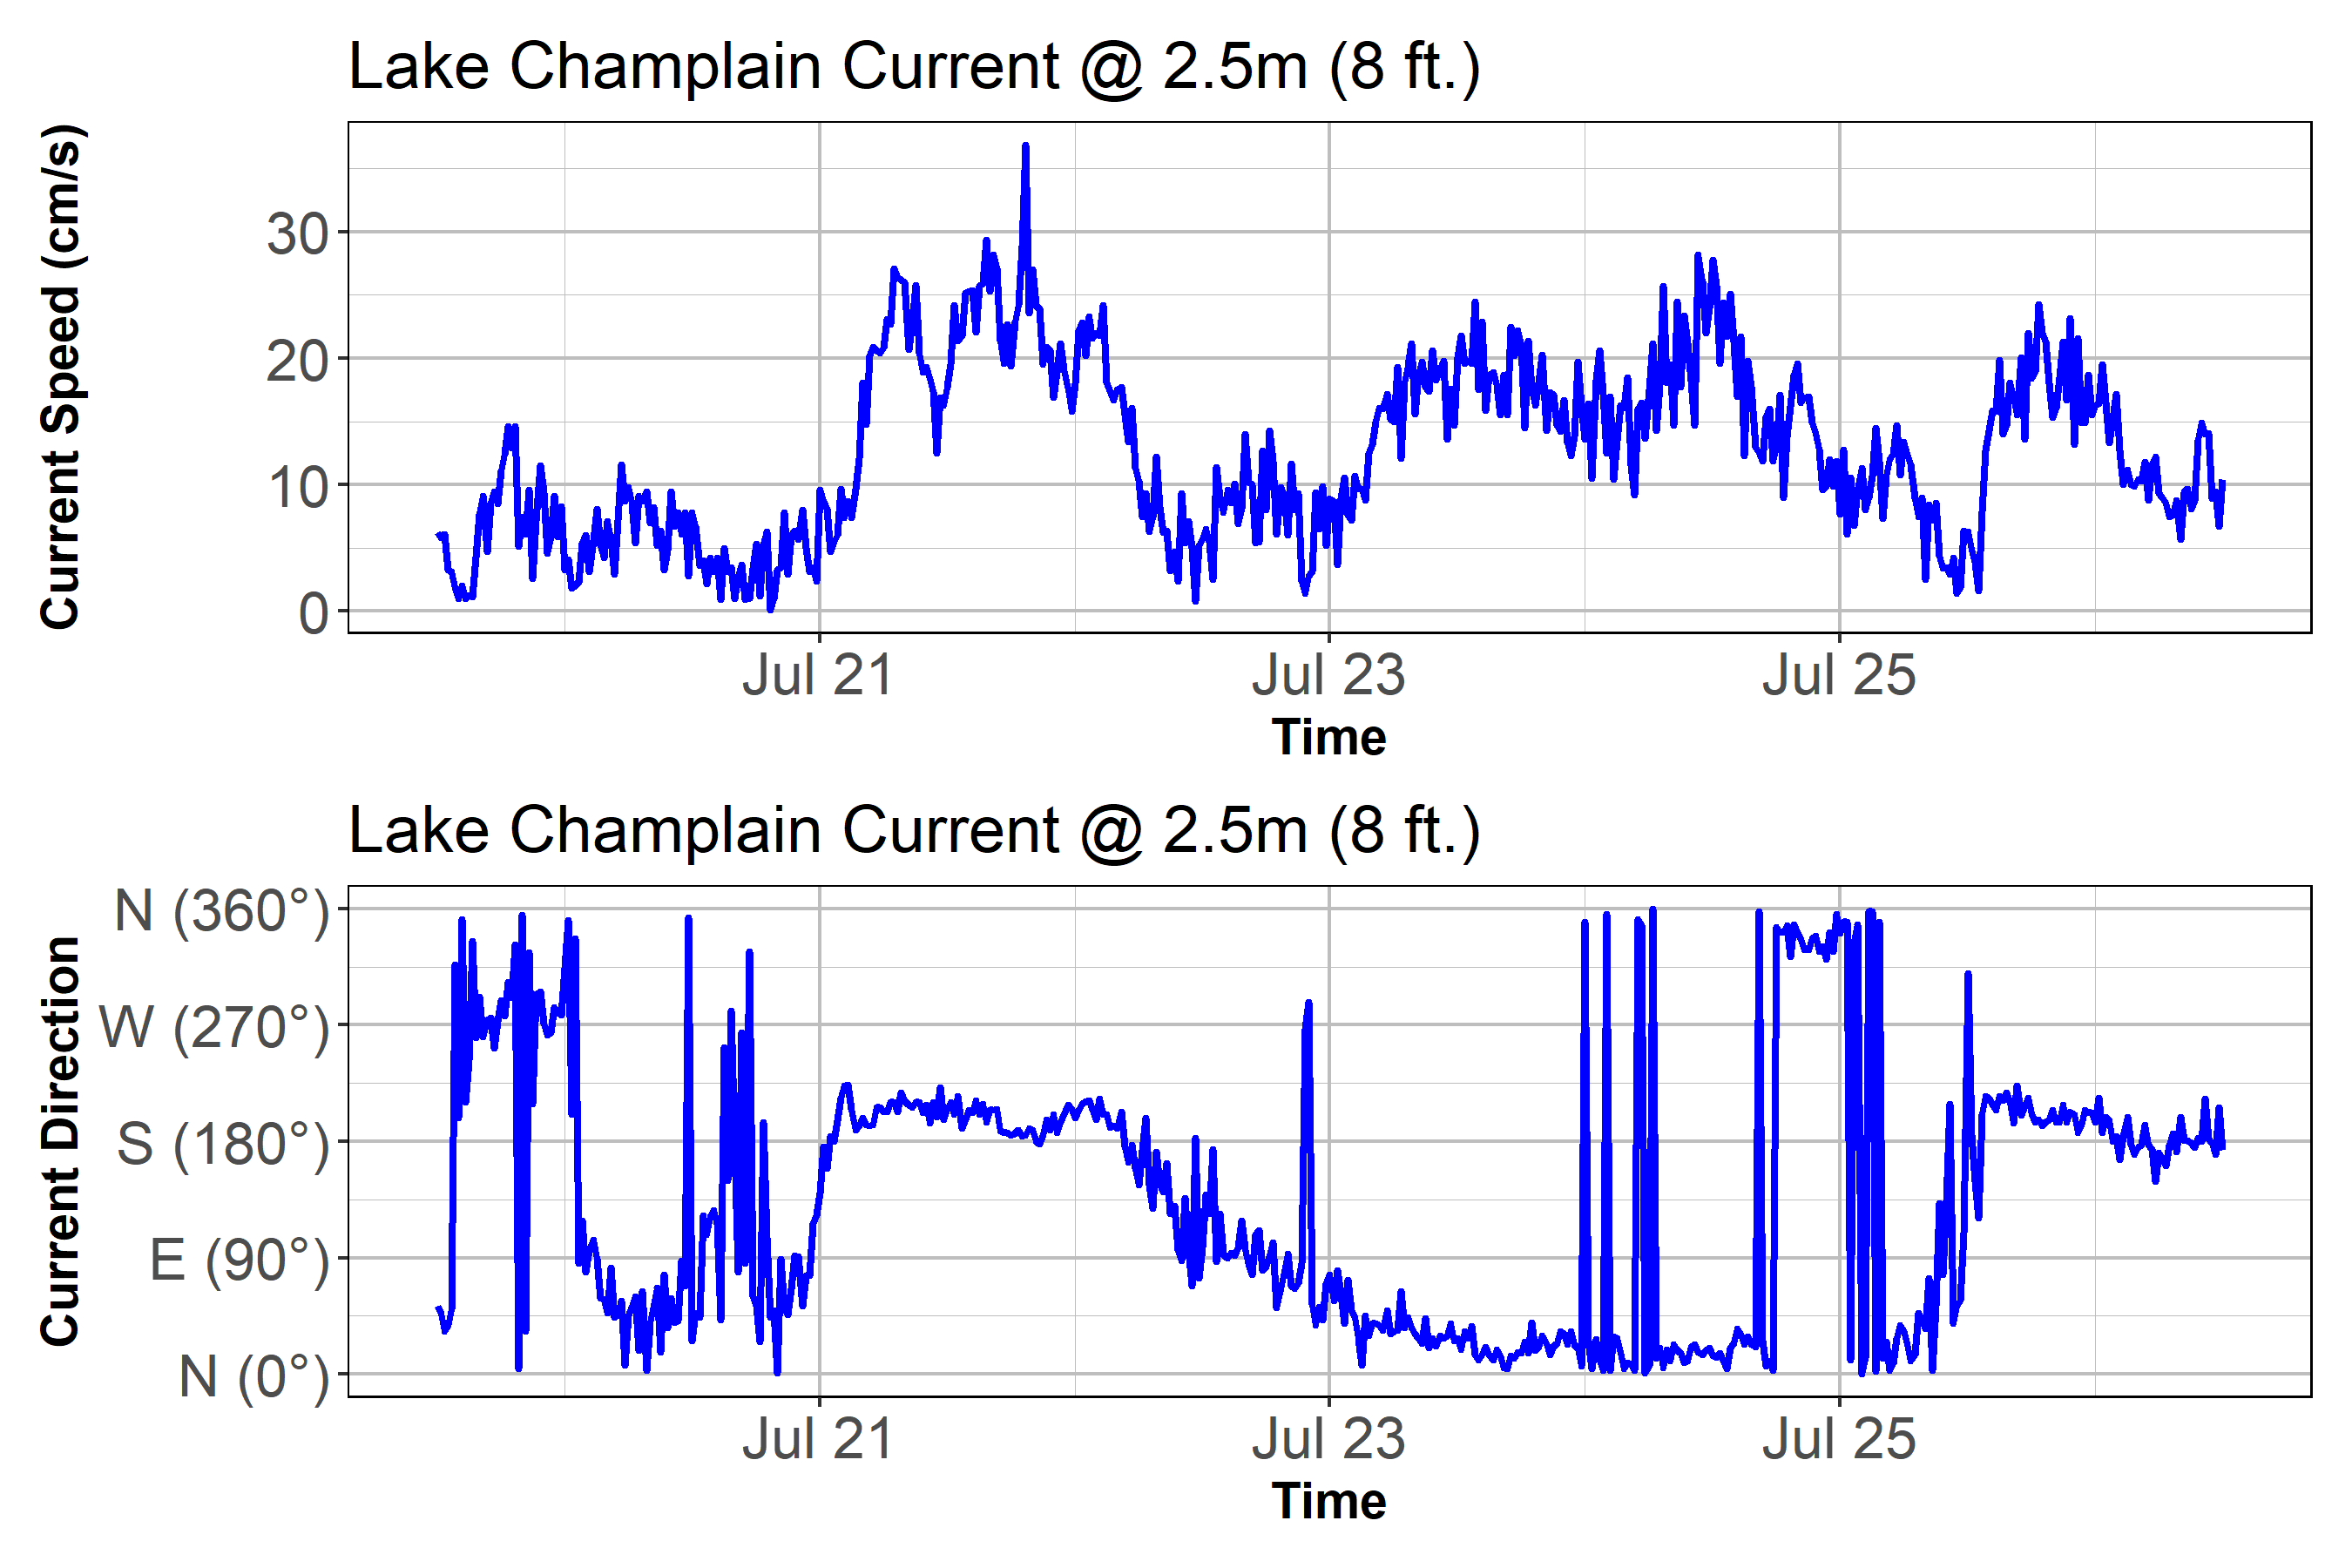 Lake Champlain Current @ 2.5m (8 ft.)
Current Speed (cm/s)
30
20
10
0
Jul 21 Jul 23 Jul 25
Time
Lake Champlain Current @ 2.5m (8 ft.)
Current Direction
N (360°)
W (270°)
S (180°)
E (90°)
N (0°)
Jul 21 Jul 23 Jul 25
Time